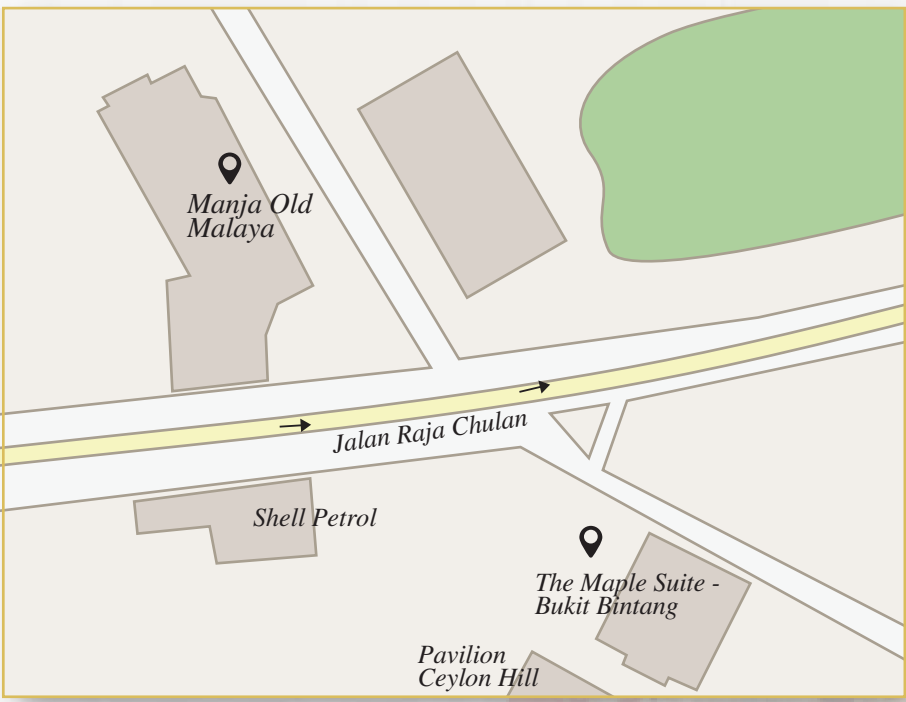 Manja Old
Malaya
Jalan Raja Chulan
Shell Petrol
The Maple Suite -
Bukit Bintang
Pavilion
Ceylon Hill